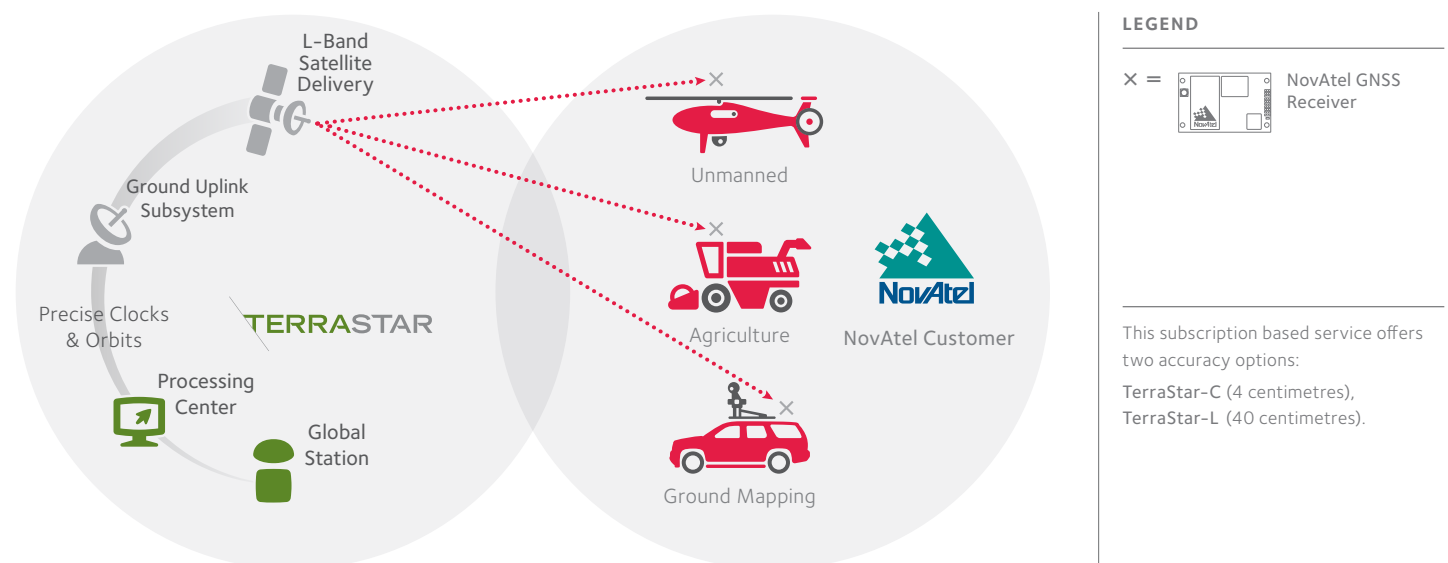 L-Band
Satellite
Delivery
Ground Uplink
Subsystem
Precise Clocks
& Orbits
TERRASTAR
Processing
Center
Global
Station
Unmanned
Agriculture
Ground Mapping
NovAtel
NovAtel Customer
LEGEND
× =
NovAtel
NovAtel GNSS
Receiver
This subscription based service offers
two accuracy options:
TerraStar-C (4 centimetres),
TerraStar-L (40 centimetres).